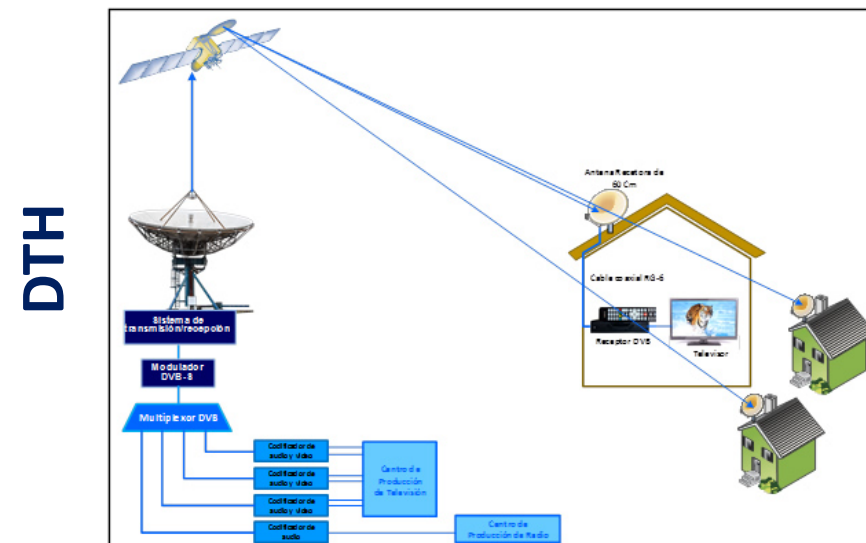 DTH
Antena Recetora de
60 Cm
Cable coaxial RG-6
Receptor DVB
Televisor
Sistema de
transmisión/recepción
Modulador
DVB-S
Multiplexor DVB
Codificador de
audio y video
Codificador de
audio y video
Codificador de
audio y video
Codificador de
audio
Centro de
Producción
de Televisión
Centro de
Producción de Radio